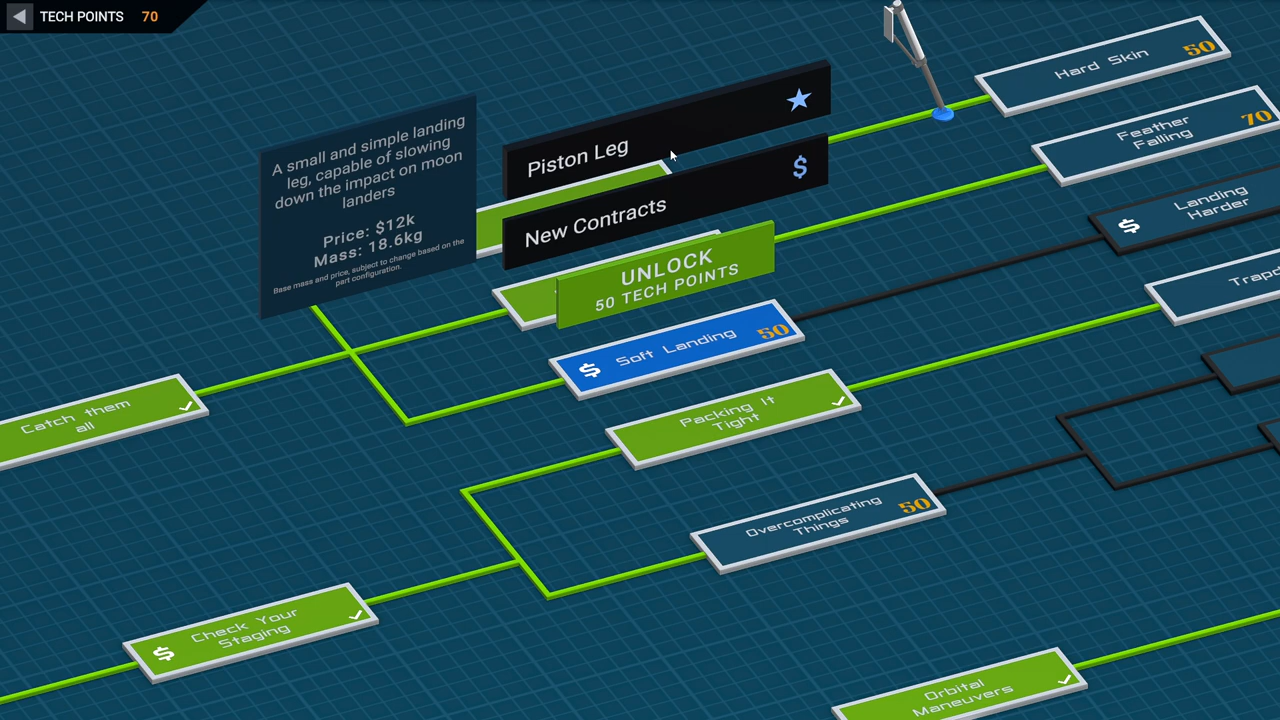 TECH POINTS 70
Hard Skin
50
A small and simple landing
leg, capable of slowing
down the impact on moon
landers
Price: $12k
Mass: 18.6kg
Base mass and price, subject to change based on the
part configuration.
Piston Leg
New Contracts
$
UNLOCK
50 TECH POINTS
Feather
Falling
70
$
Landing
Harder
$
Soft Landing
50
Catch them
all
Packing It
Tight
Overcomplicating
Things
50
$
Check Your
Staging
Orbital
Maneuvers